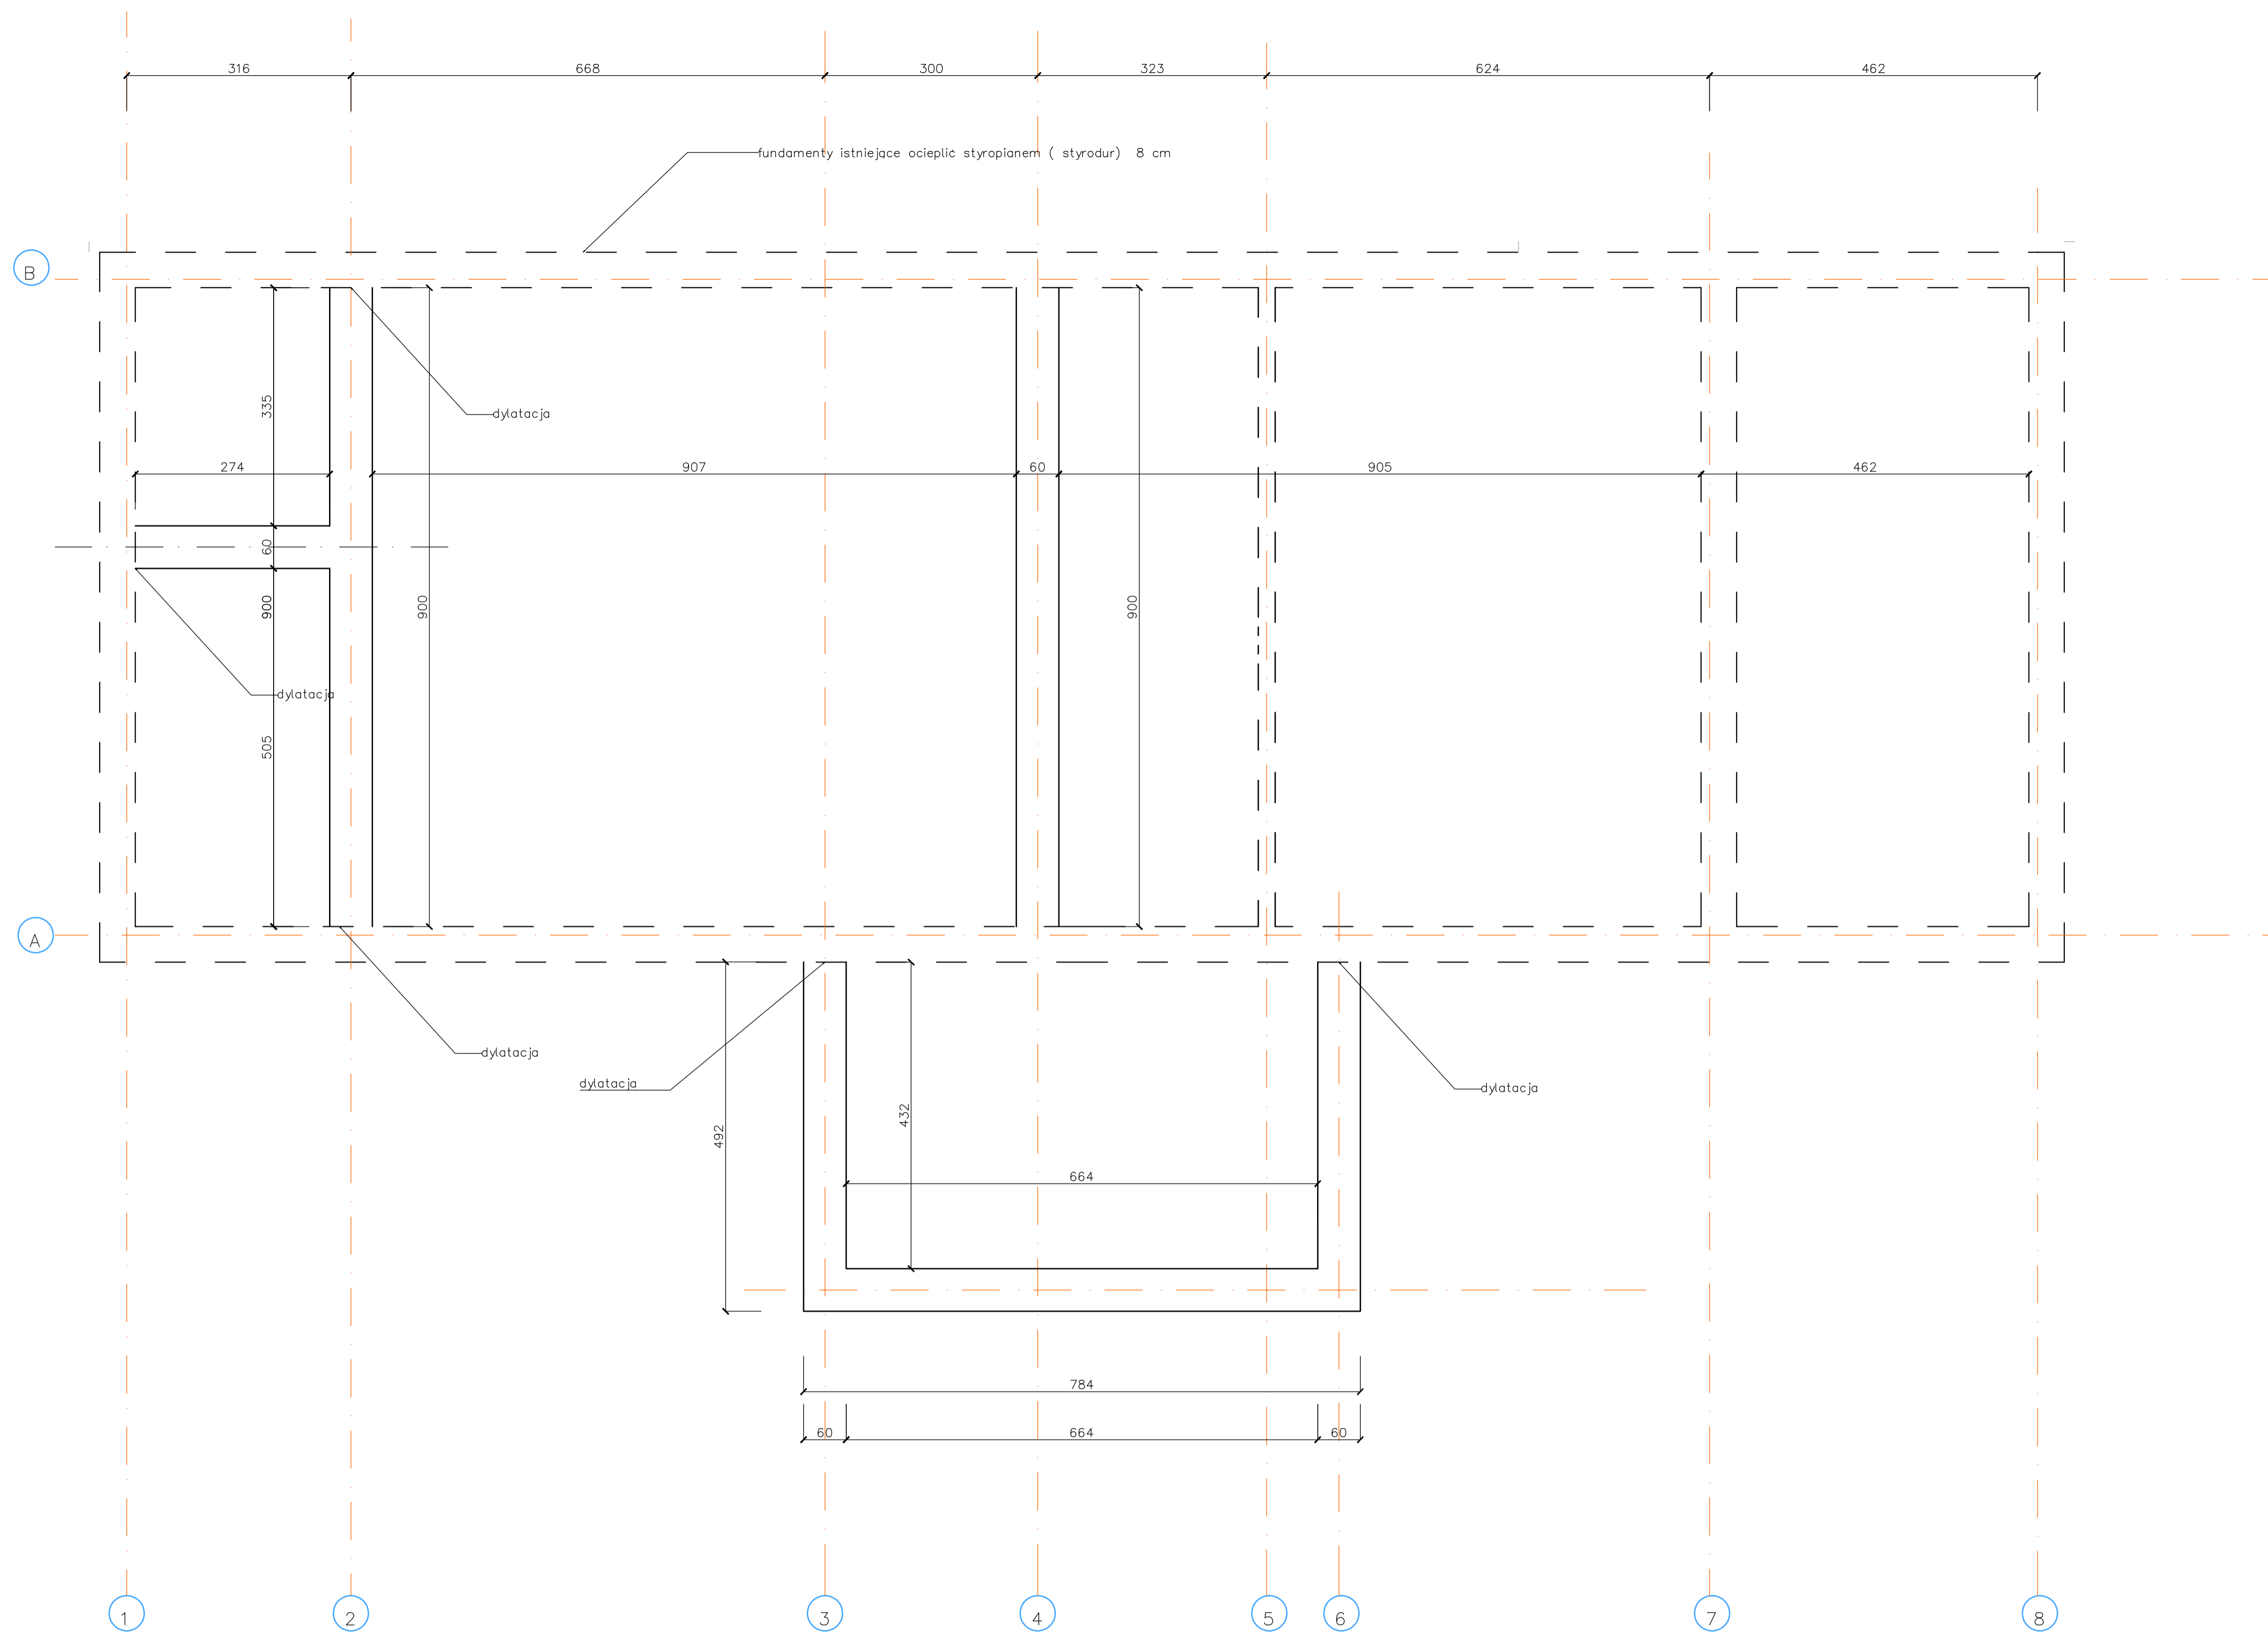 316 668 300 323 624 462
fundamenty istniejące ocieplić styropianem ( styrodur) 8 cm
B
335
dylatacja
274 907 60 905 462
60
900 900 900
dylatacja
505
A
dylatacja
dylatacja
dylatacja
432
492
664
784
60 664 60
1 2 3 4 5 6 7 8